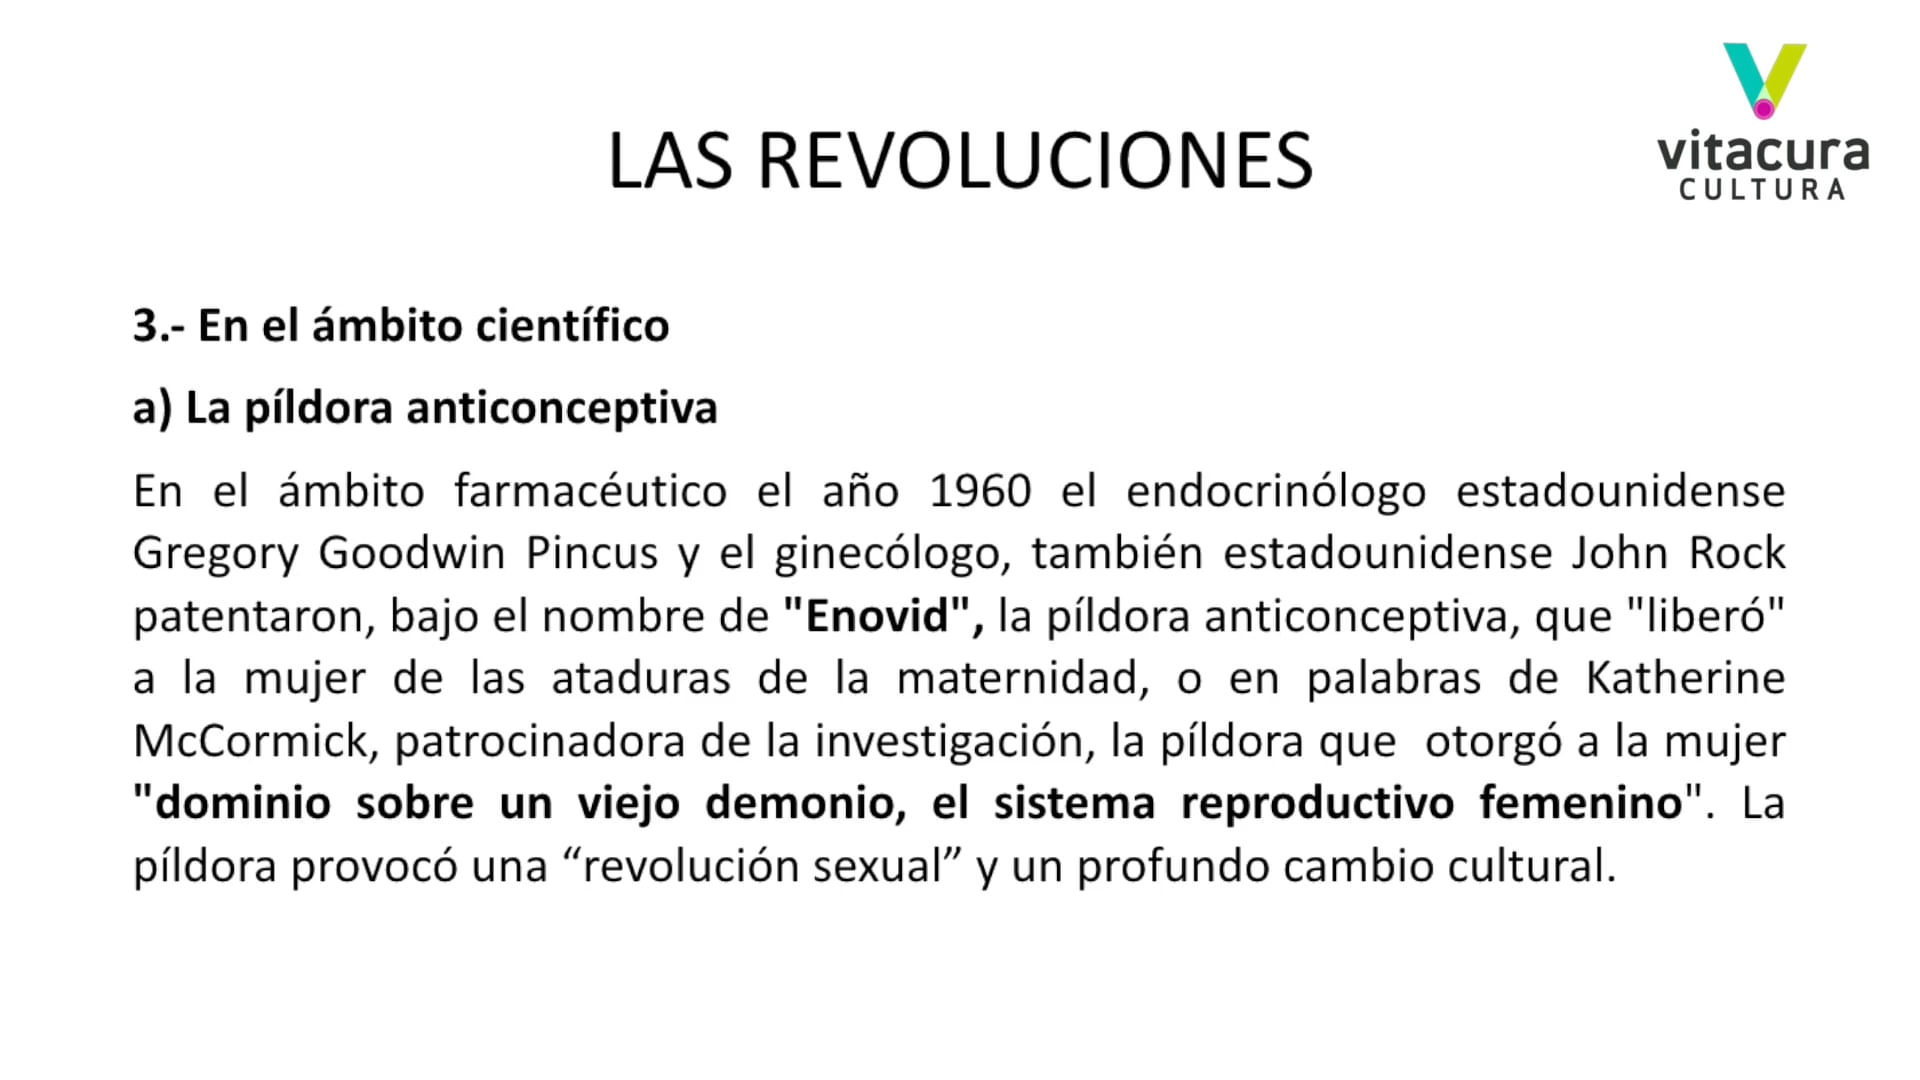 vitacura
CULTURA
LAS REVOLUCIONES
3.- En el ámbito científico
a) La píldora anticonceptiva
En el ámbito farmacéutico el año 1960 el endocrinólogo estadounidense
Gregory Goodwin Pincus y el ginecólogo, también estadounidense John Rock
patentaron, bajo el nombre de "Enovid", la píldora anticonceptiva, que "liberó"
a la mujer de las ataduras de la maternidad, o en palabras de Katherine
McCormick, patrocinadora de la investigación, la píldora que  otorgó a la mujer
"dominio sobre un viejo demonio, el sistema reproductivo femenino". La
píldora provocó una “revolución sexual” y un profundo cambio cultural.